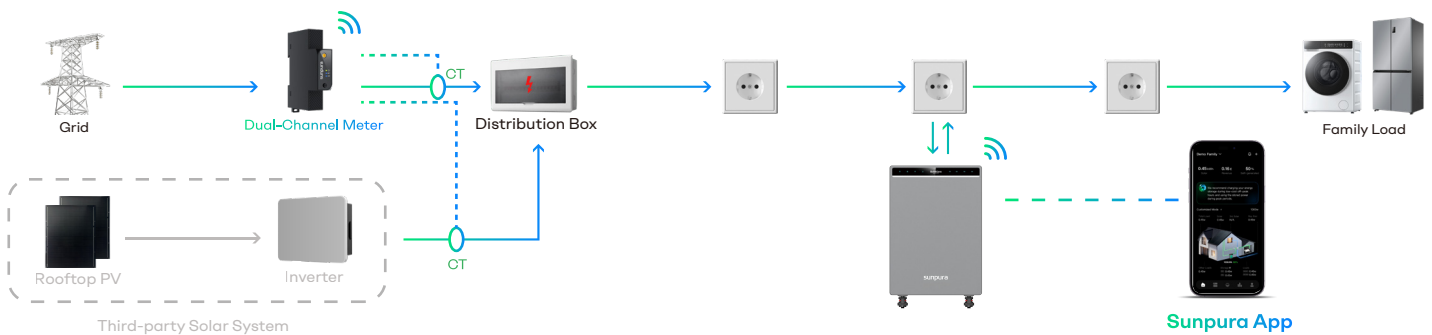 CT
Grid
Dual-Channel Meter
Distribution Box
Family Load
sunpura
Rooftop PV
Inverter
CT
Third-party Solar System
sunpura
Sunpura App